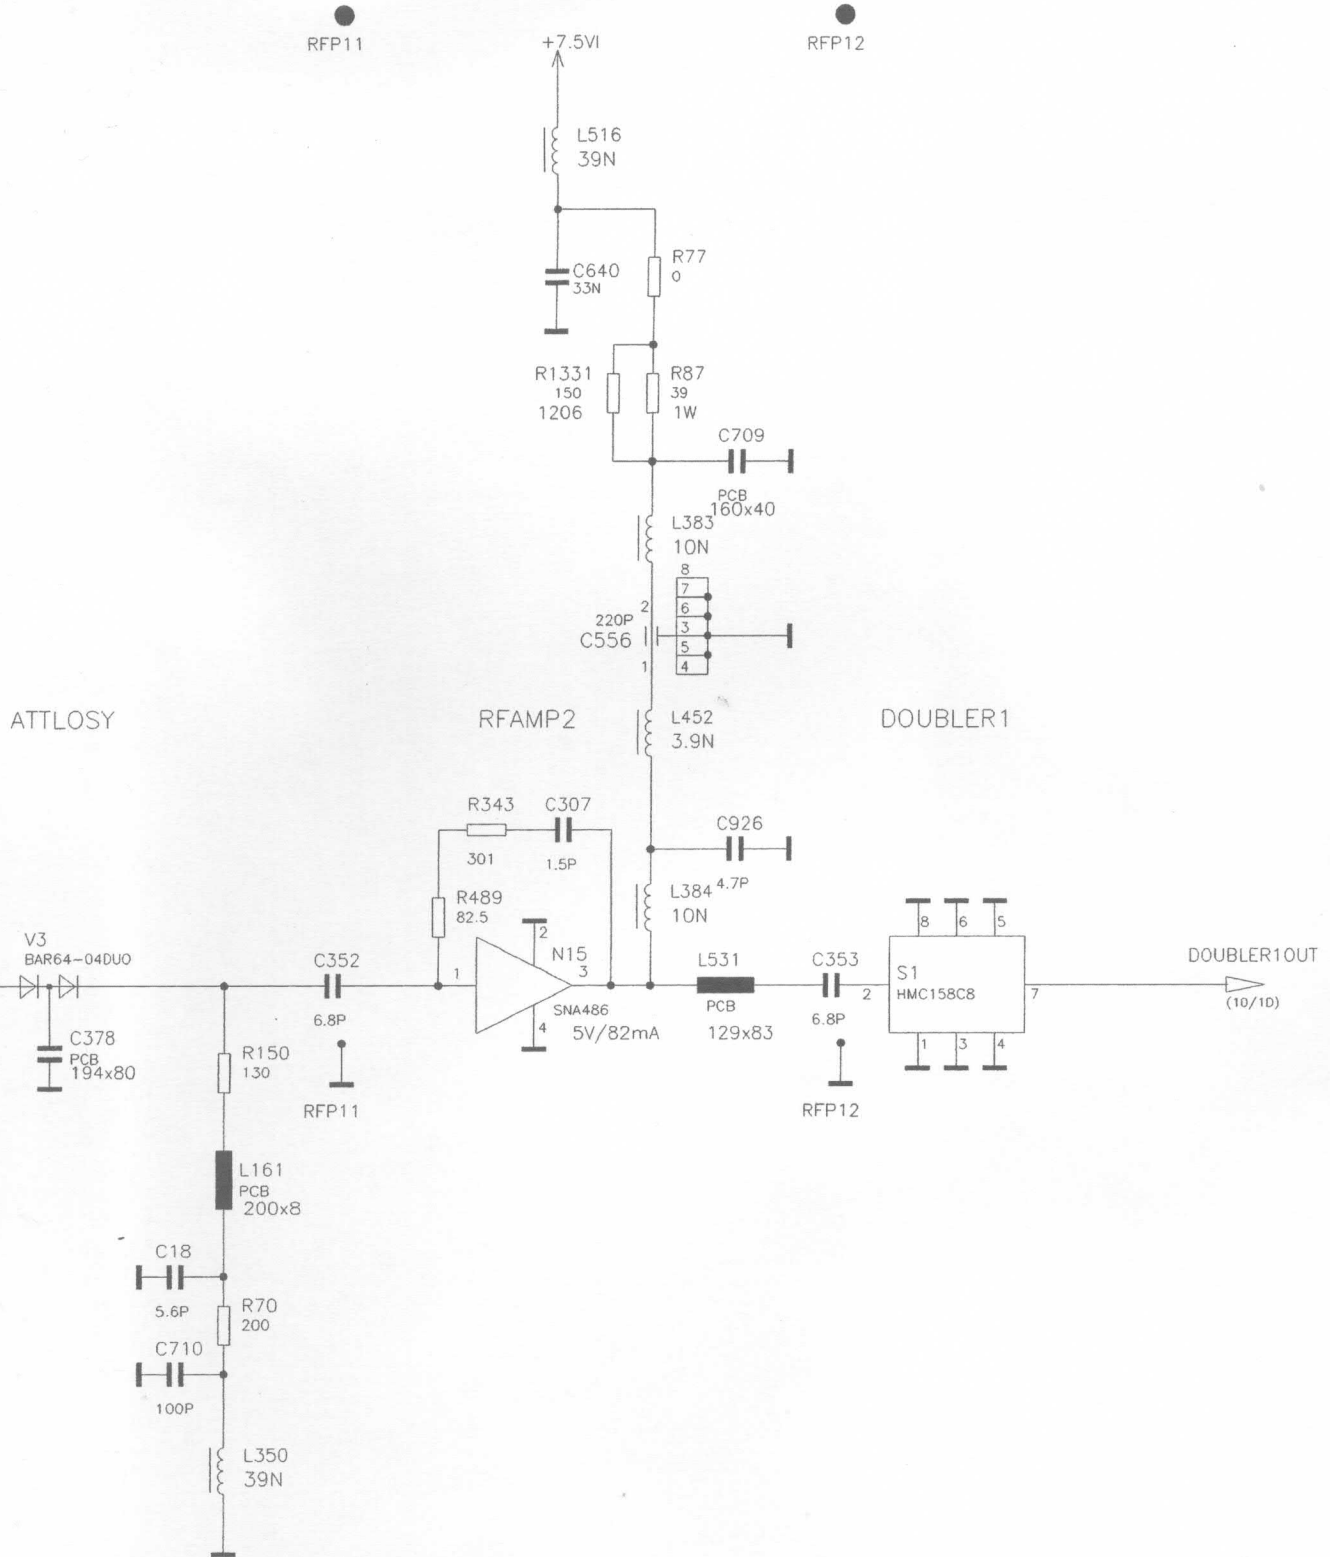 RFP11
+7.5VI
RFP12
L516
39N
C640
33N
R77
0
R1331
150
1206
R87
39
1W
C709
PCB
160x40
L383
10N
8
7
6
3
5
4
2
220P
C556
1
ATTLOSY
RFAMP2
DOUBLER1
L452
3.9N
R343
301
C307
1.5P
C926
4.7P
R489
82.5
L384
10N
V3
BAR64-04DUO
C378
PCB
194x80
C352
6.8P
1
2
N15
3
SNA486
4
5V/82mA
L531
PCB
129x83
C353
6.8P
2
8
6
5
S1
HMC158C8
7
1
3
4
DOUBLER1OUT
(10/1D)
R150
130
RFP11
RFP12
L161
PCB
200x8
C18
5.6P
R70
200
C710
100P
L350
39N